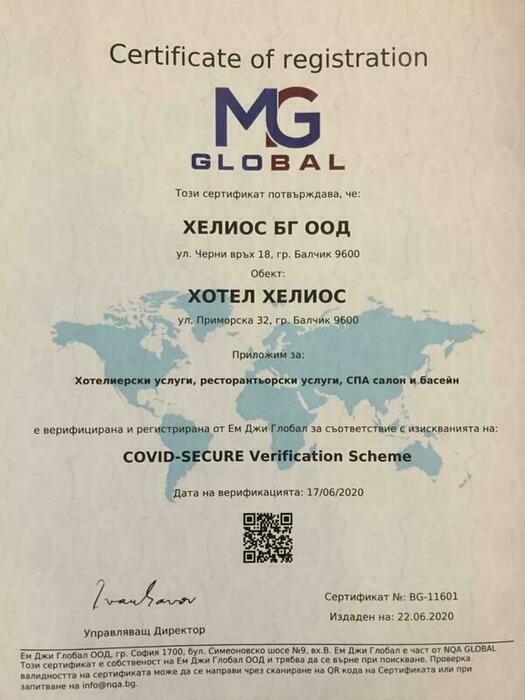 Certificate of registration
MG
GLOBAL
Този сертификат потвърждава, че:
ХЕЛИОС БГ ООД
ул. Черни връх 18, гр. Балчик 9600
Обект:
ХОТЕЛ ХЕЛИОС
ул. Приморска 32, гр. Балчик 9600
Приложим за:
Хотелиерски услуги, ресторантьорски услуги, СПА салон и басейн
е верифицирана и регистрирана от Ем Джи Глобал за съответствие с изискванията на:
COVID-SECURE Verification Scheme
Дата на верификацията: 17/06/2020
Сертификат №: BG-11601
Издаден на: 22.06.2020
Управляващ Директор
Ем Джи Глобал ООД, гр. София 1700, бул. Симеоновско шосе №9, вх.В. Ем Джи Глобал е част от NQA GLOBAL
Този сертификат е собственост на Ем Джи Глобал ООД и трябва да се върне при поискване. Проверка
валидността на сертификата може да се направи чрез сканиране на QR кода на Сертификата или при
запитване на info@nqa.bg.